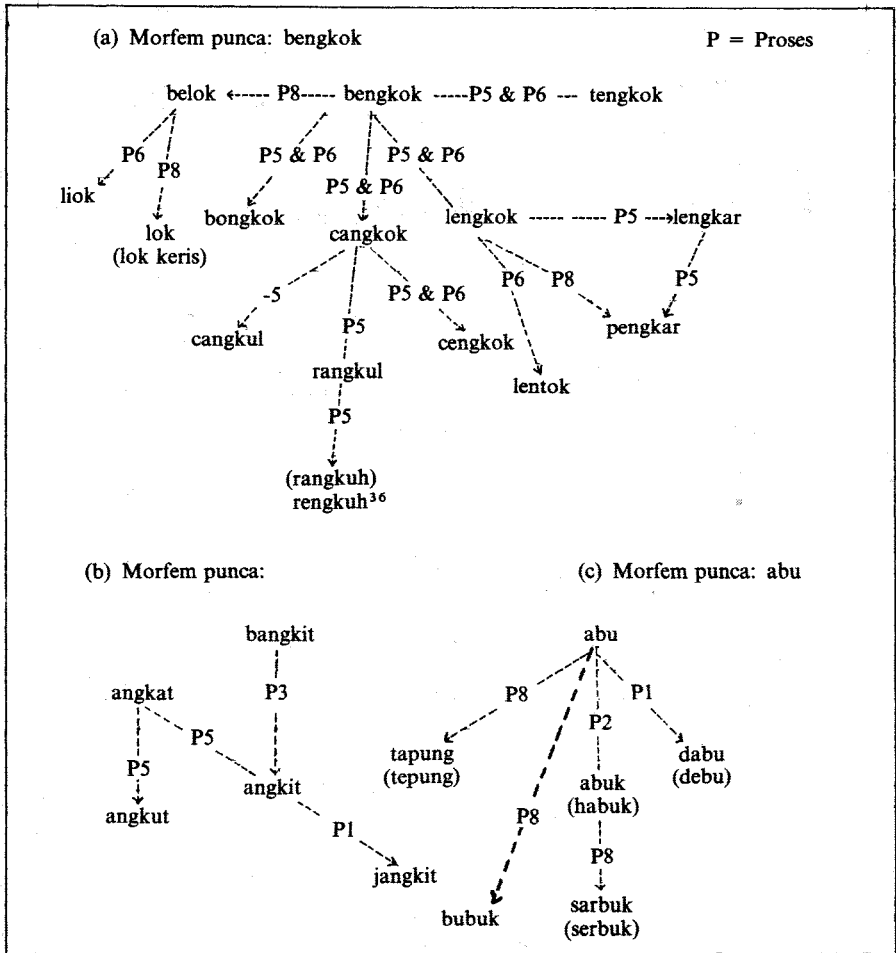 (a) Morfem punca: bengkok P = Proses
belok P8 bengkok P5 & P6 tengkok
P6 P8 P5 & P6 P5 & P6 P5 & P6
liok bongkok lengkok P5 lengkar
lok cangkok
(lok keris)
-5 P5 P5 & P6 P6 P8 P5
cangkul cengkok pengkar
rangkul lentok
P5
(rangkuh)
rengkuh³⁶
(b) Morfem punca: (c) Morfem punca: abu
bangkit abu
angkat P3 P8 P2 P1
P5 P5 tapung dabu
(tepung) (debu)
angkut angkit abuk
(habuk)
P1 P8 P8
jangkit
bubuk sarbuk
(serbuk)